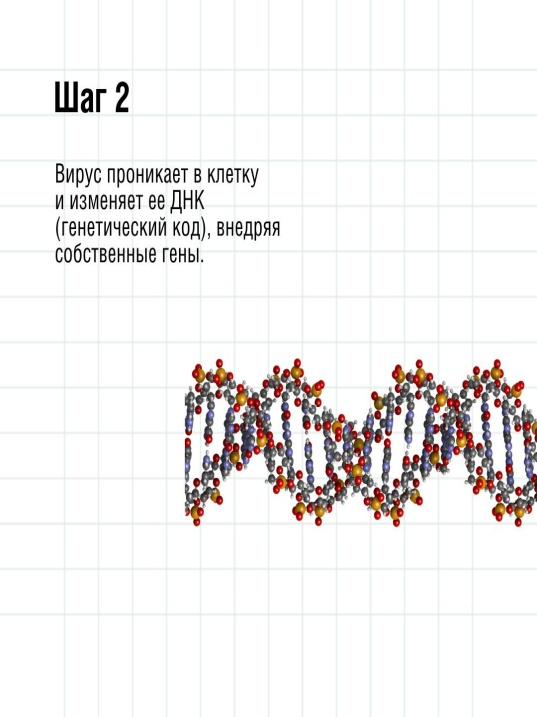 Шаг 2
Вирус проникает в клетку
и изменяет ее ДНК
(генетический код), внедряя
собственные гены.